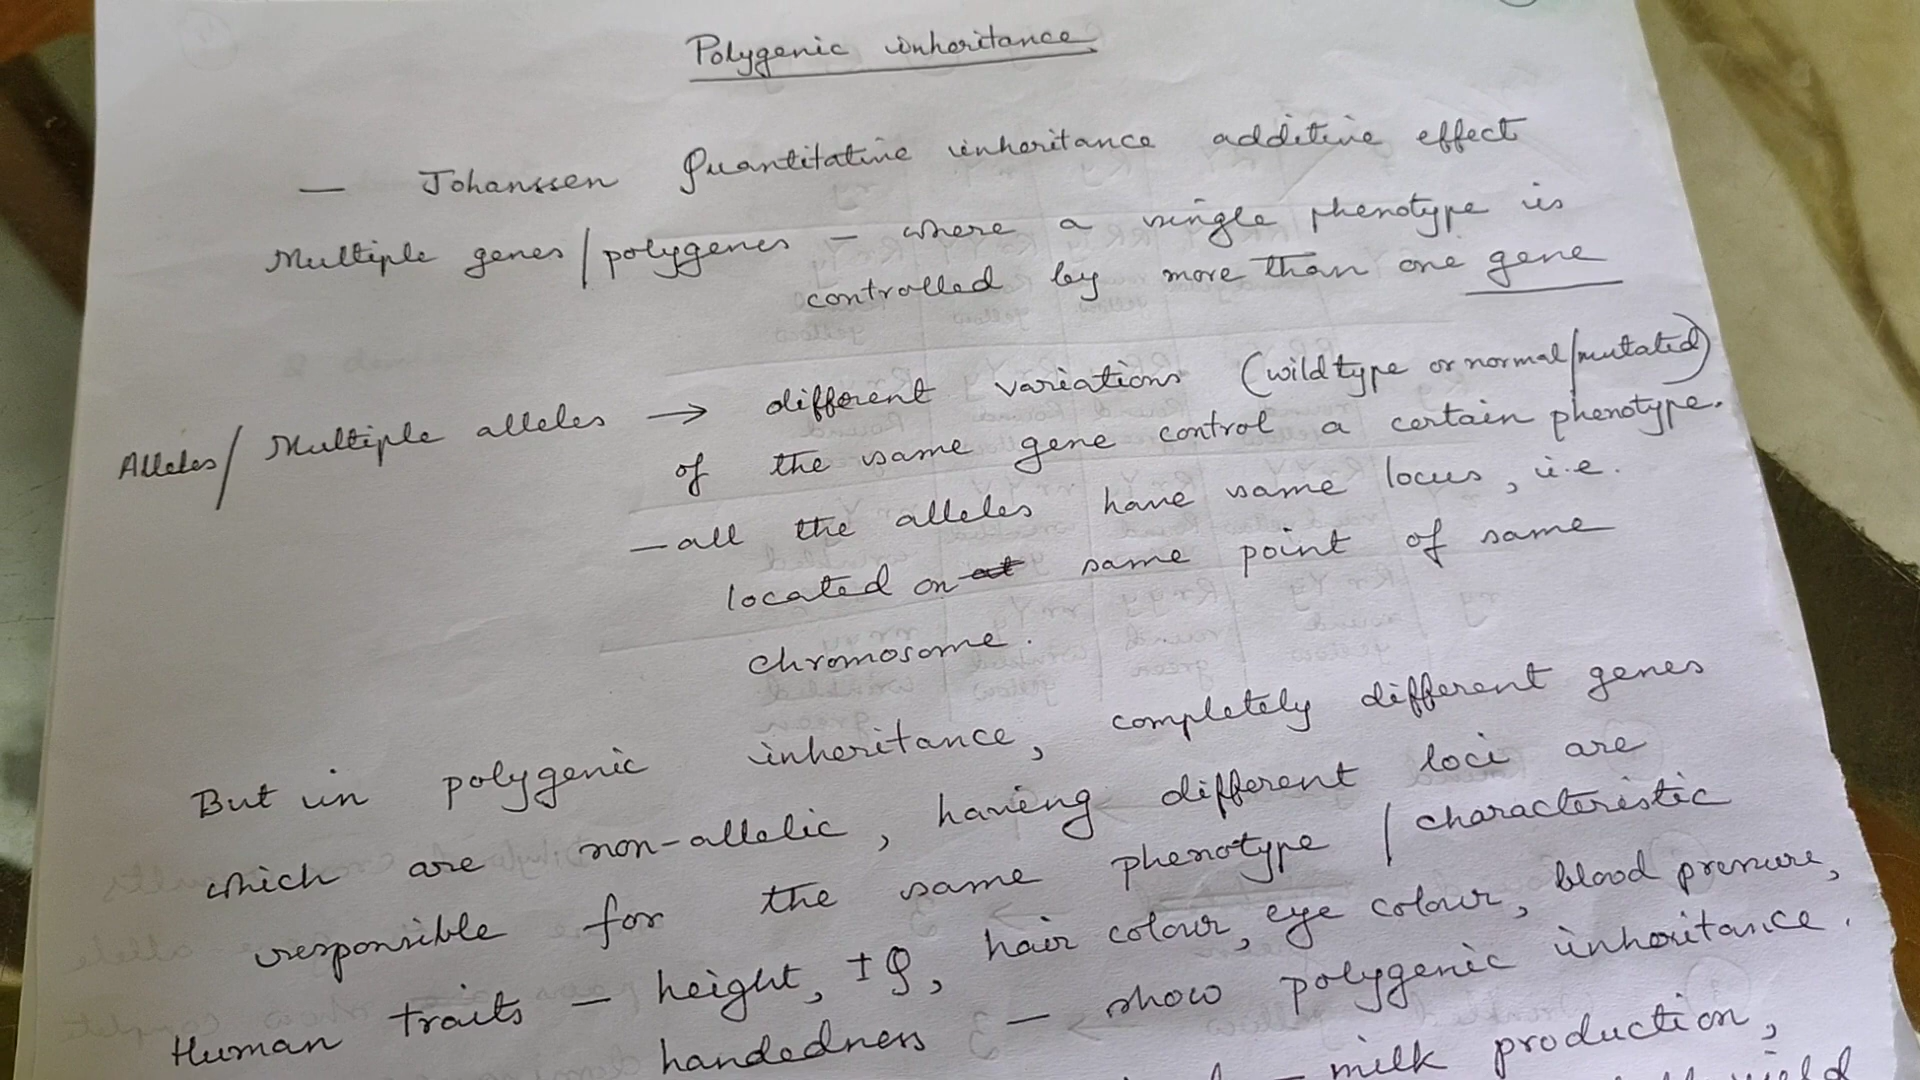 Polygenic inheritance
— Johanssen Quantitative inheritance additive effect
Multiple genes/polygenes – where a single phenotype is
controlled by more than one gene
Alleles/Multiple alleles → different variations (wild type or normal/mutated)
of the same gene control a certain phenotype.
— all the alleles have same locus, i.e.
located on at same point of same
chromosome.
But in polygenic inheritance, completely different genes
which are non-allelic, having different loci are
responsible for the same phenotype/characteristic
Human traits – height, IQ, hair colour, eye colour, blood pressure,
handedness — show polygenic inheritance.
– milk production,
yield